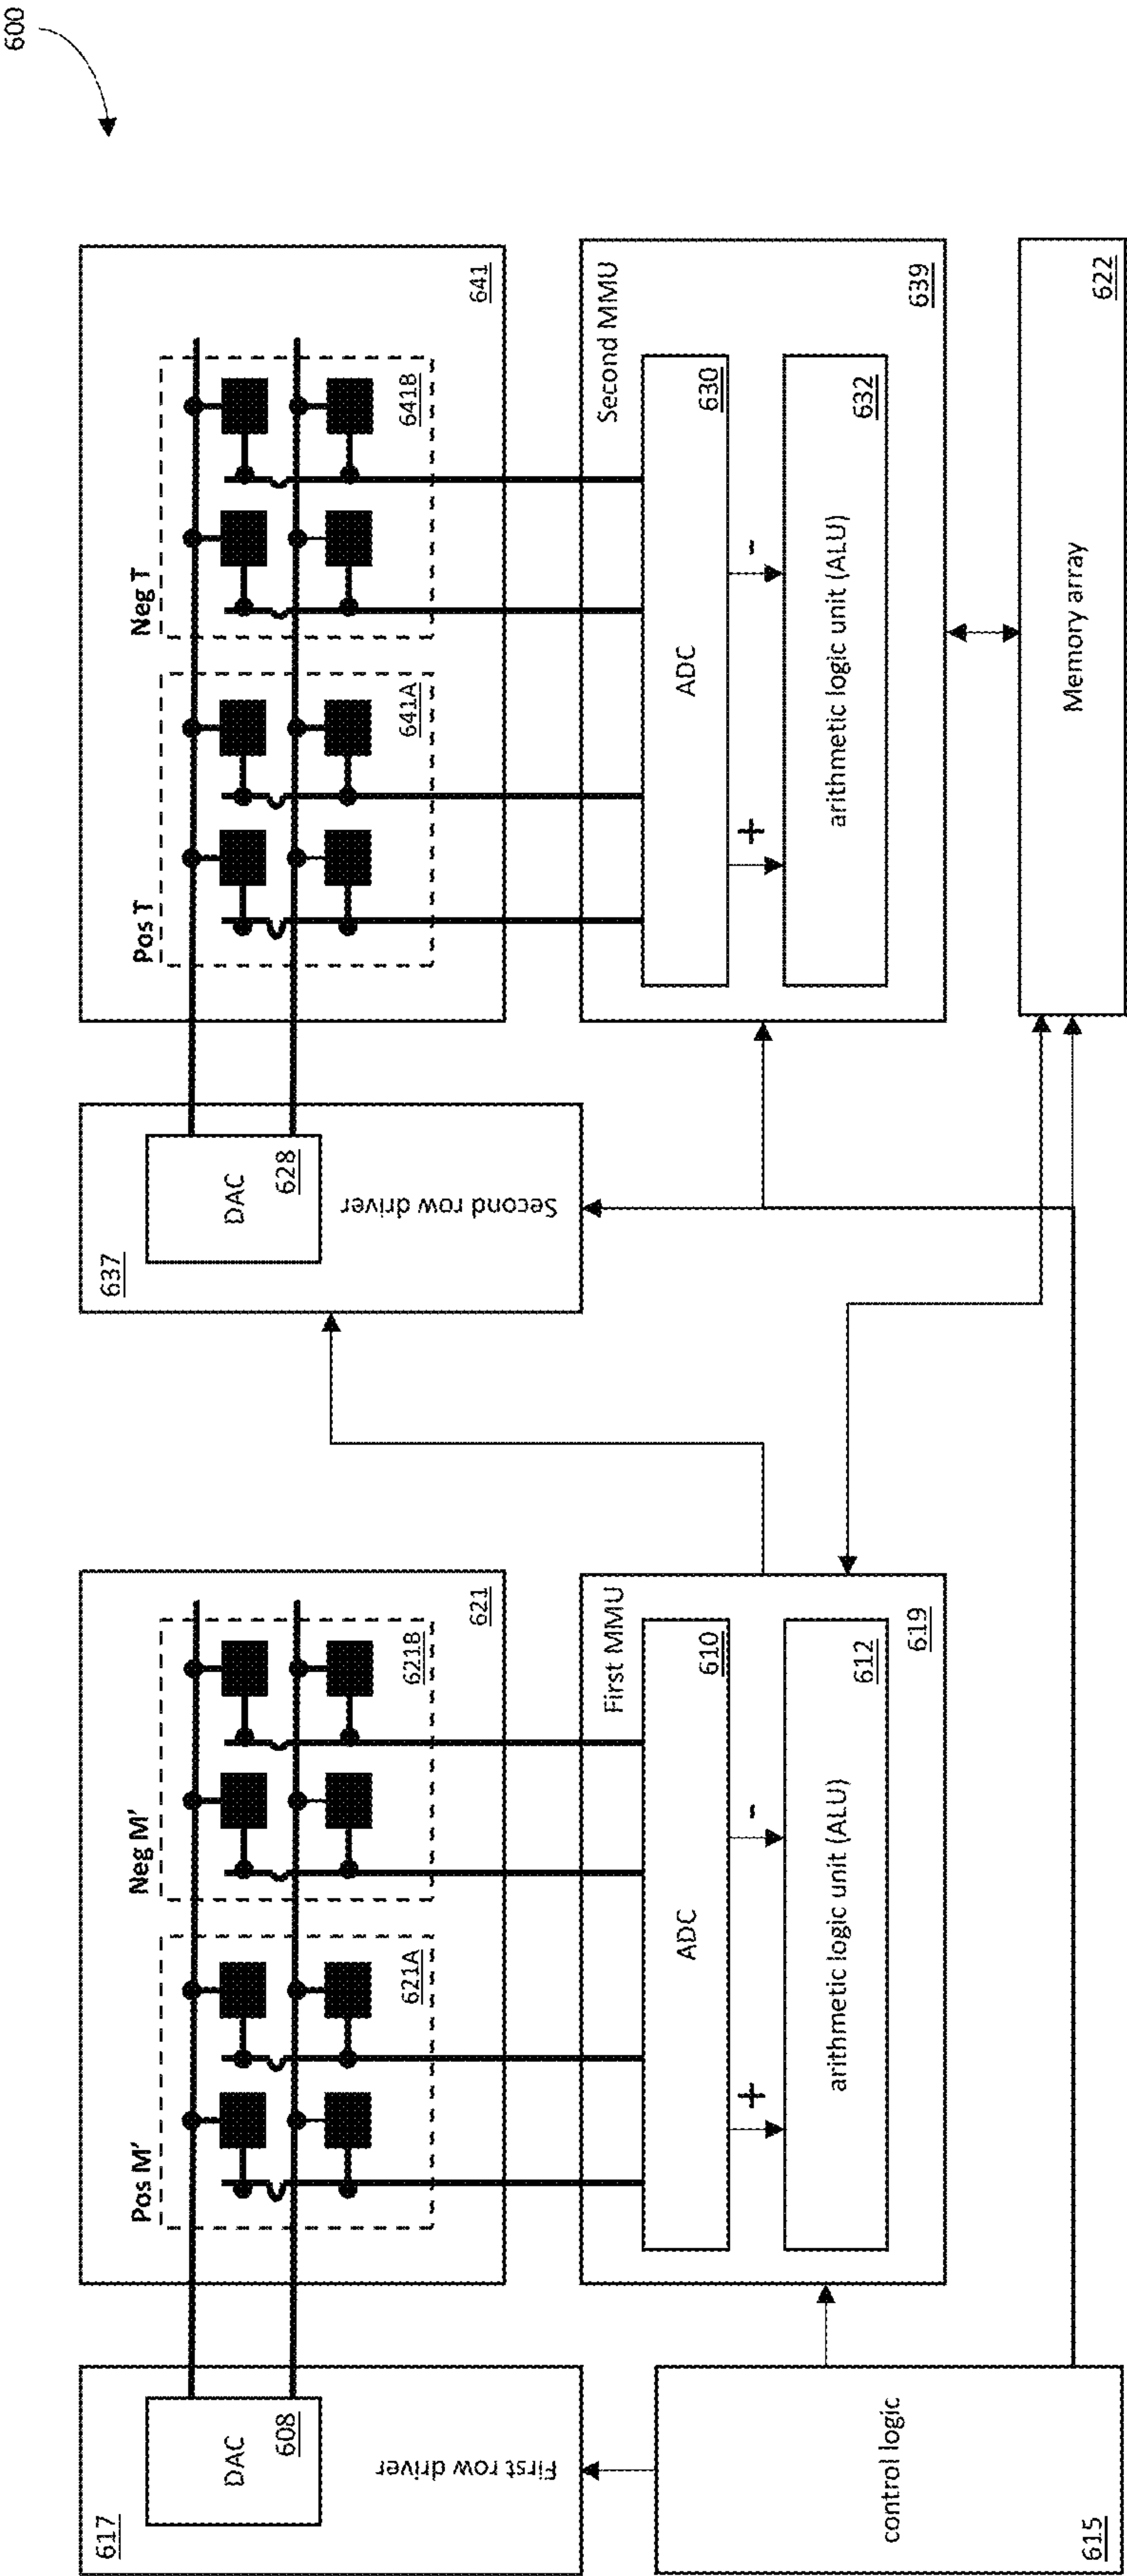 600
617
DAC
608
First row driver
control logic
615
Pos M'
621A
Neg M'
621B
621
First MMU
ADC
610
+
-
arithmetic logic unit (ALU)
612
619
637
DAC
628
Second row driver
Pos T
641A
Neg T
641B
641
Second MMU
ADC
630
+
-
arithmetic logic unit (ALU)
632
639
Memory array
622